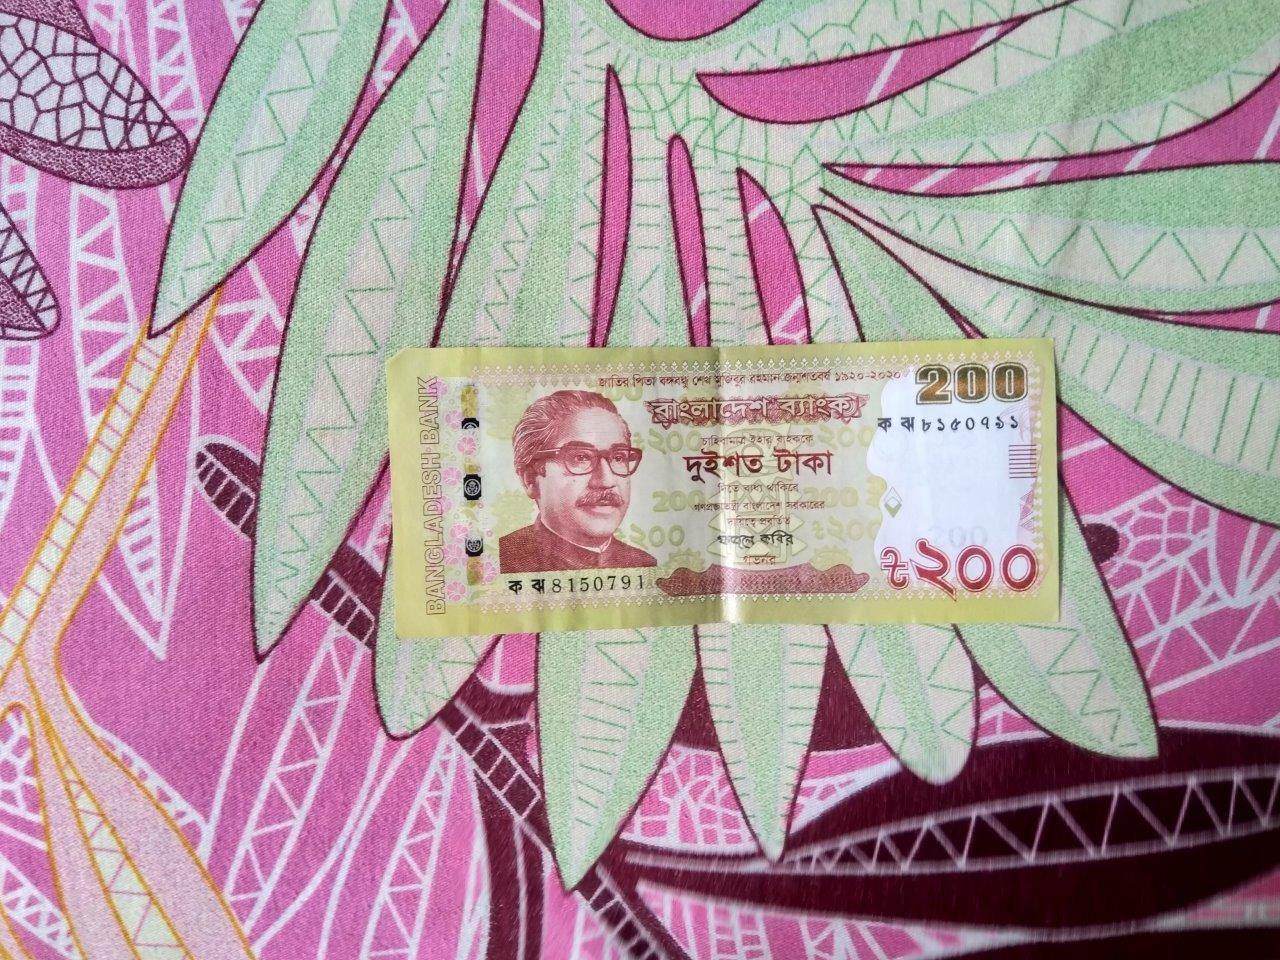 জাতির পিতা বঙ্গবন্ধু শেখ মুজিবুর রহমান জন্মশতবর্ষ ১৯২০-২০২০
200
বাংলাদেশ ব্যাংক
ক ঝ ৮১৫০৭৯১
চাহিবামাত্র ইহার বাহককে
দুইশত টাকা
দিতে বাধ্য থাকিবে
গণপ্রজাতন্ত্রী বাংলাদেশ সরকারের
দায়িত্বে প্রবর্তিত
ফজলে কবির
গভর্নর
BANGLADESH BANK
ক ঝ 8150791
৳২০০